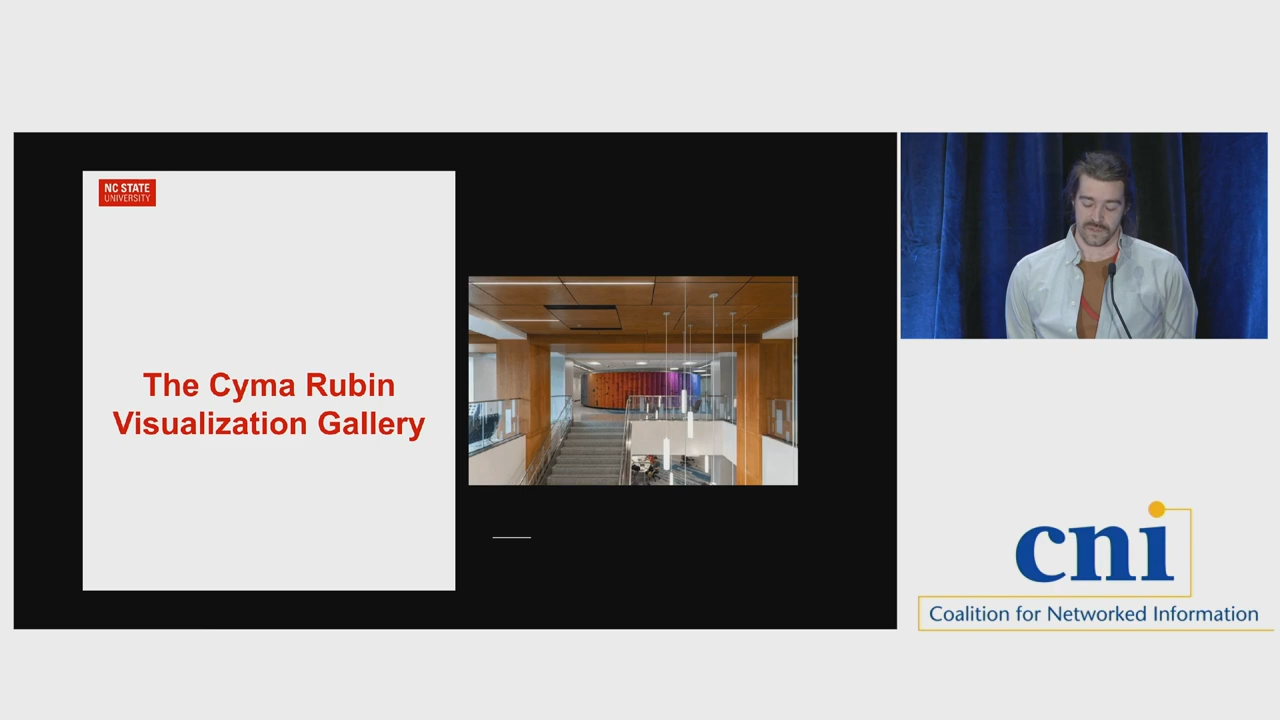 NC STATE
UNIVERSITY
The Cyma Rubin
Visualization Gallery
cni
Coalition for Networked Information